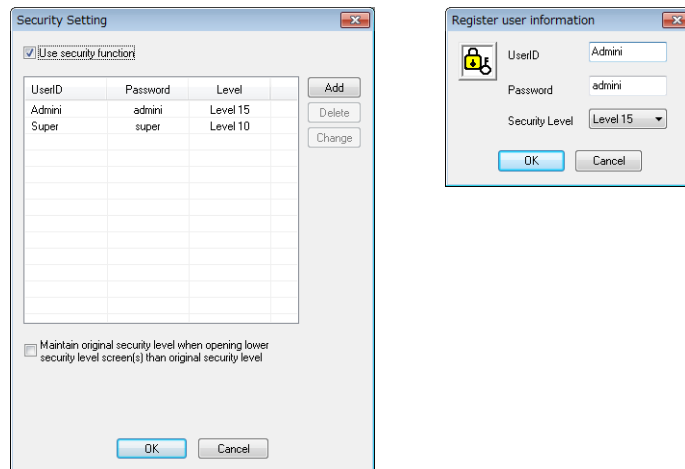 Security Setting
Use security function
UserID Password Level
Admini admini Level 15
Super super Level 10
Add
Delete
Change
Maintain original security level when opening lower
security level screen(s) than original security level
OK Cancel
Register user information
UserID Admini
Password admini
Security Level Level 15
OK Cancel